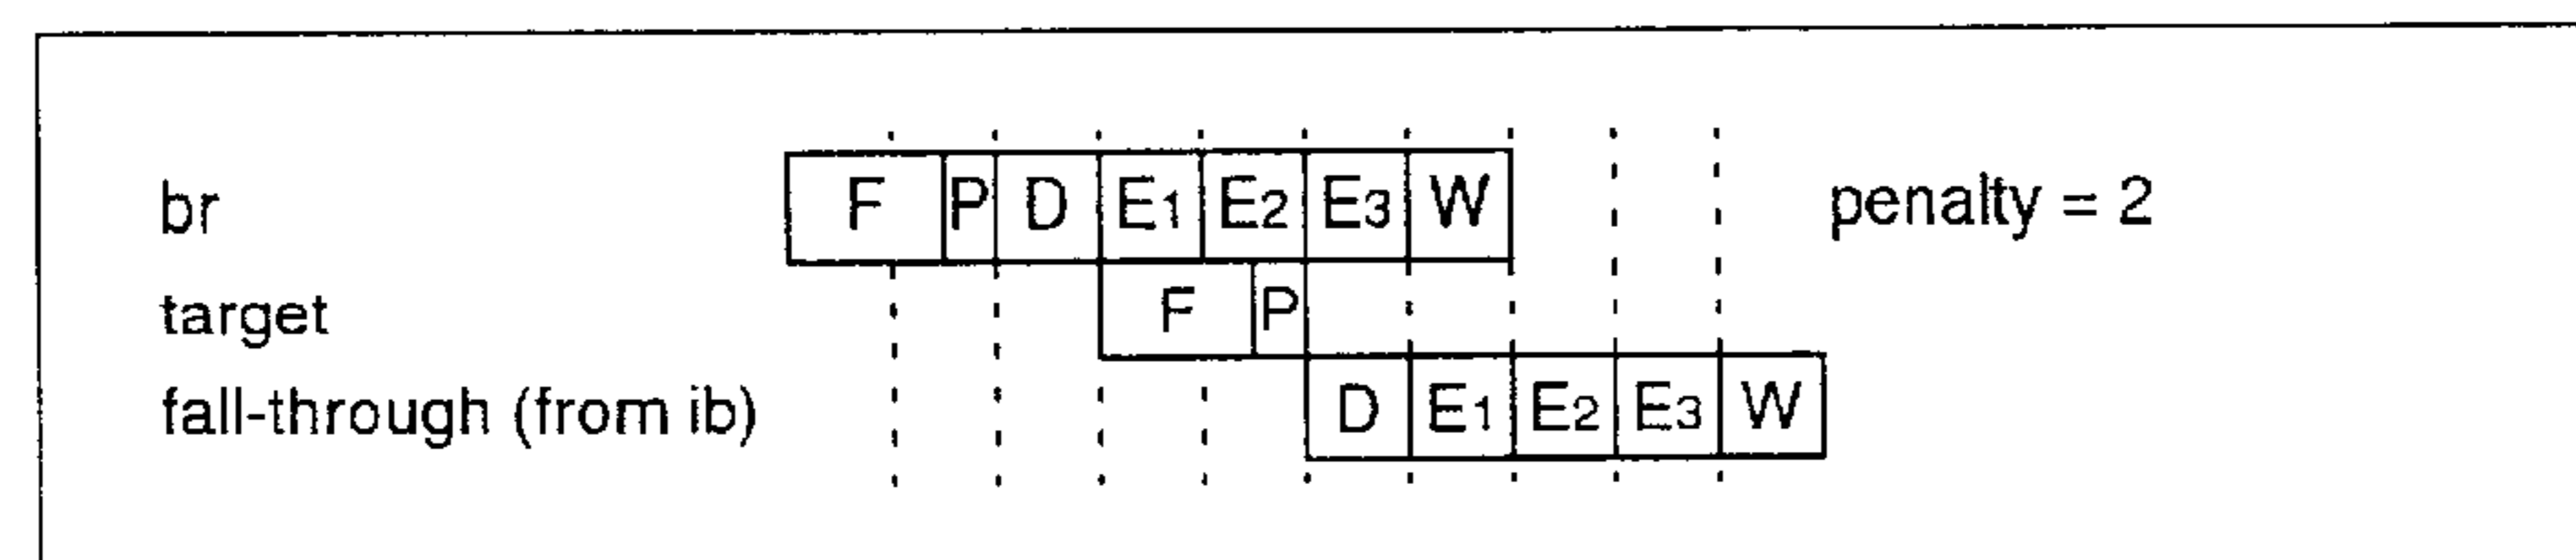 br F P D E1 E2 E3 W penalty = 2
target F P
fall-through (from ib) D E1 E2 E3 W